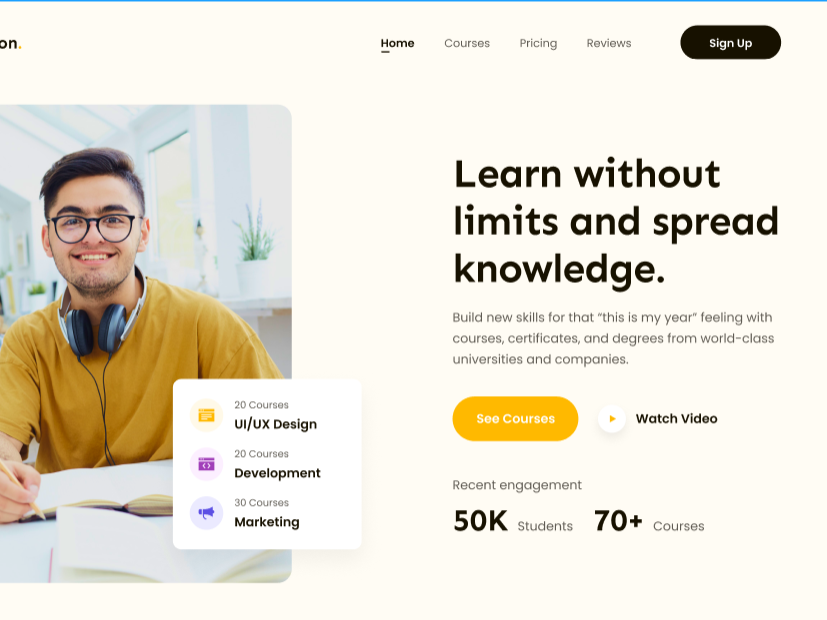 on.
Home Courses Pricing Reviews Sign Up
Learn without
limits and spread
knowledge.
Build new skills for that “this is my year” feeling with
courses, certificates, and degrees from world-class
universities and companies.
See Courses Watch Video
20 Courses
UI/UX Design
20 Courses
Development
30 Courses
Marketing
Recent engagement
50K Students 70+ Courses